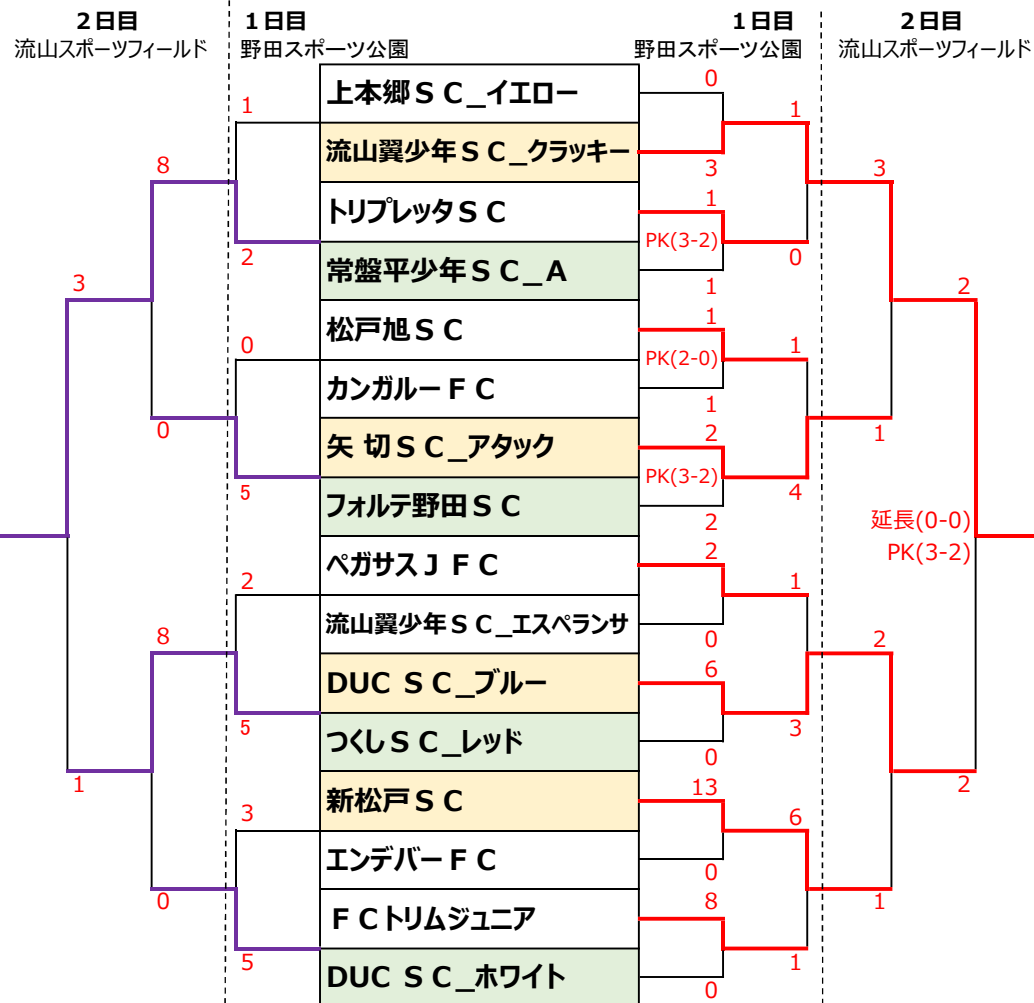 2日目
1日目
1日目
2日目
流山スポーツフィールド
野田スポーツ公園
野田スポーツ公園
流山スポーツフィールド
0
上本郷SC_イエロー
1
1
流山翼少年SC_クラッキー
8
3
3
トリプレッタSC
1
PK(3-2)
2
0
常盤平少年SC_A
3
1
2
松戸旭SC
1
0
PK(2-0)
1
カンガルーFC
1
0
矢 切SC_アタック
2
1
5
PK(3-2)
4
フォルテ野田SC
2
延長(0-0)
PK(3-2)
ペガサスJFC
2
2
1
流山翼少年SC_エスペランサ
8
0
2
DUC SC_ブルー
6
5
3
つくしSC_レッド
0
1
2
新松戸SC
13
3
6
エンデバーFC
0
0
FCトリムジュニア
8
1
5
1
DUC SC_ホワイト
0